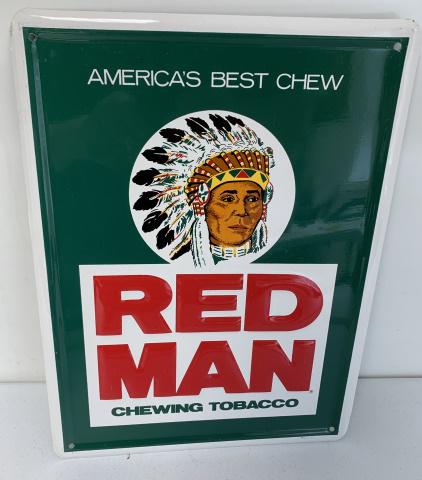 AMERICA'S BEST CHEW
RED
MAN
CHEWING TOBACCO